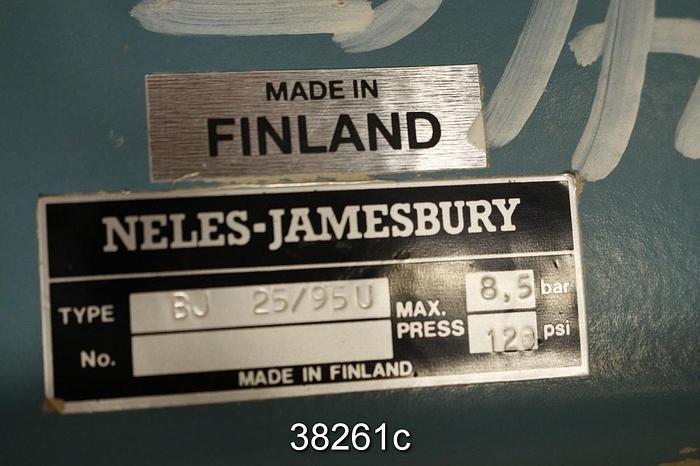 MADE IN
FINLAND
NELES-JAMESBURY
TYPE BJ 25/95U MAX. PRESS 8,5 bar
No. 120 psi
MADE IN FINLAND
38261c